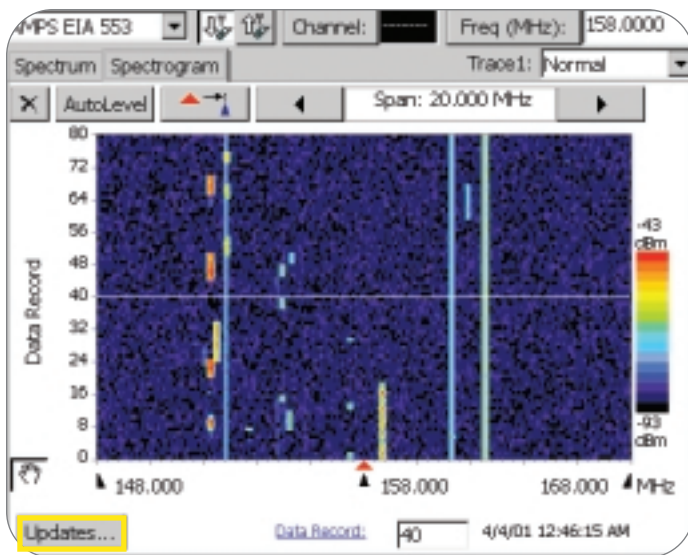 AMPS EIA 553 Channel: Freq (MHz): 158.0000
Spectrum Spectrogram Trace1: Normal
X AutoLevel Span: 20.000 MHz
80
72
64
56
48
40
32
24
16
8
0
Data Record
-43
dBm
-93
dBm
148.000 158.000 168.000 MHz
Updates... Data Record: 40 4/4/01 12:46:15 AM